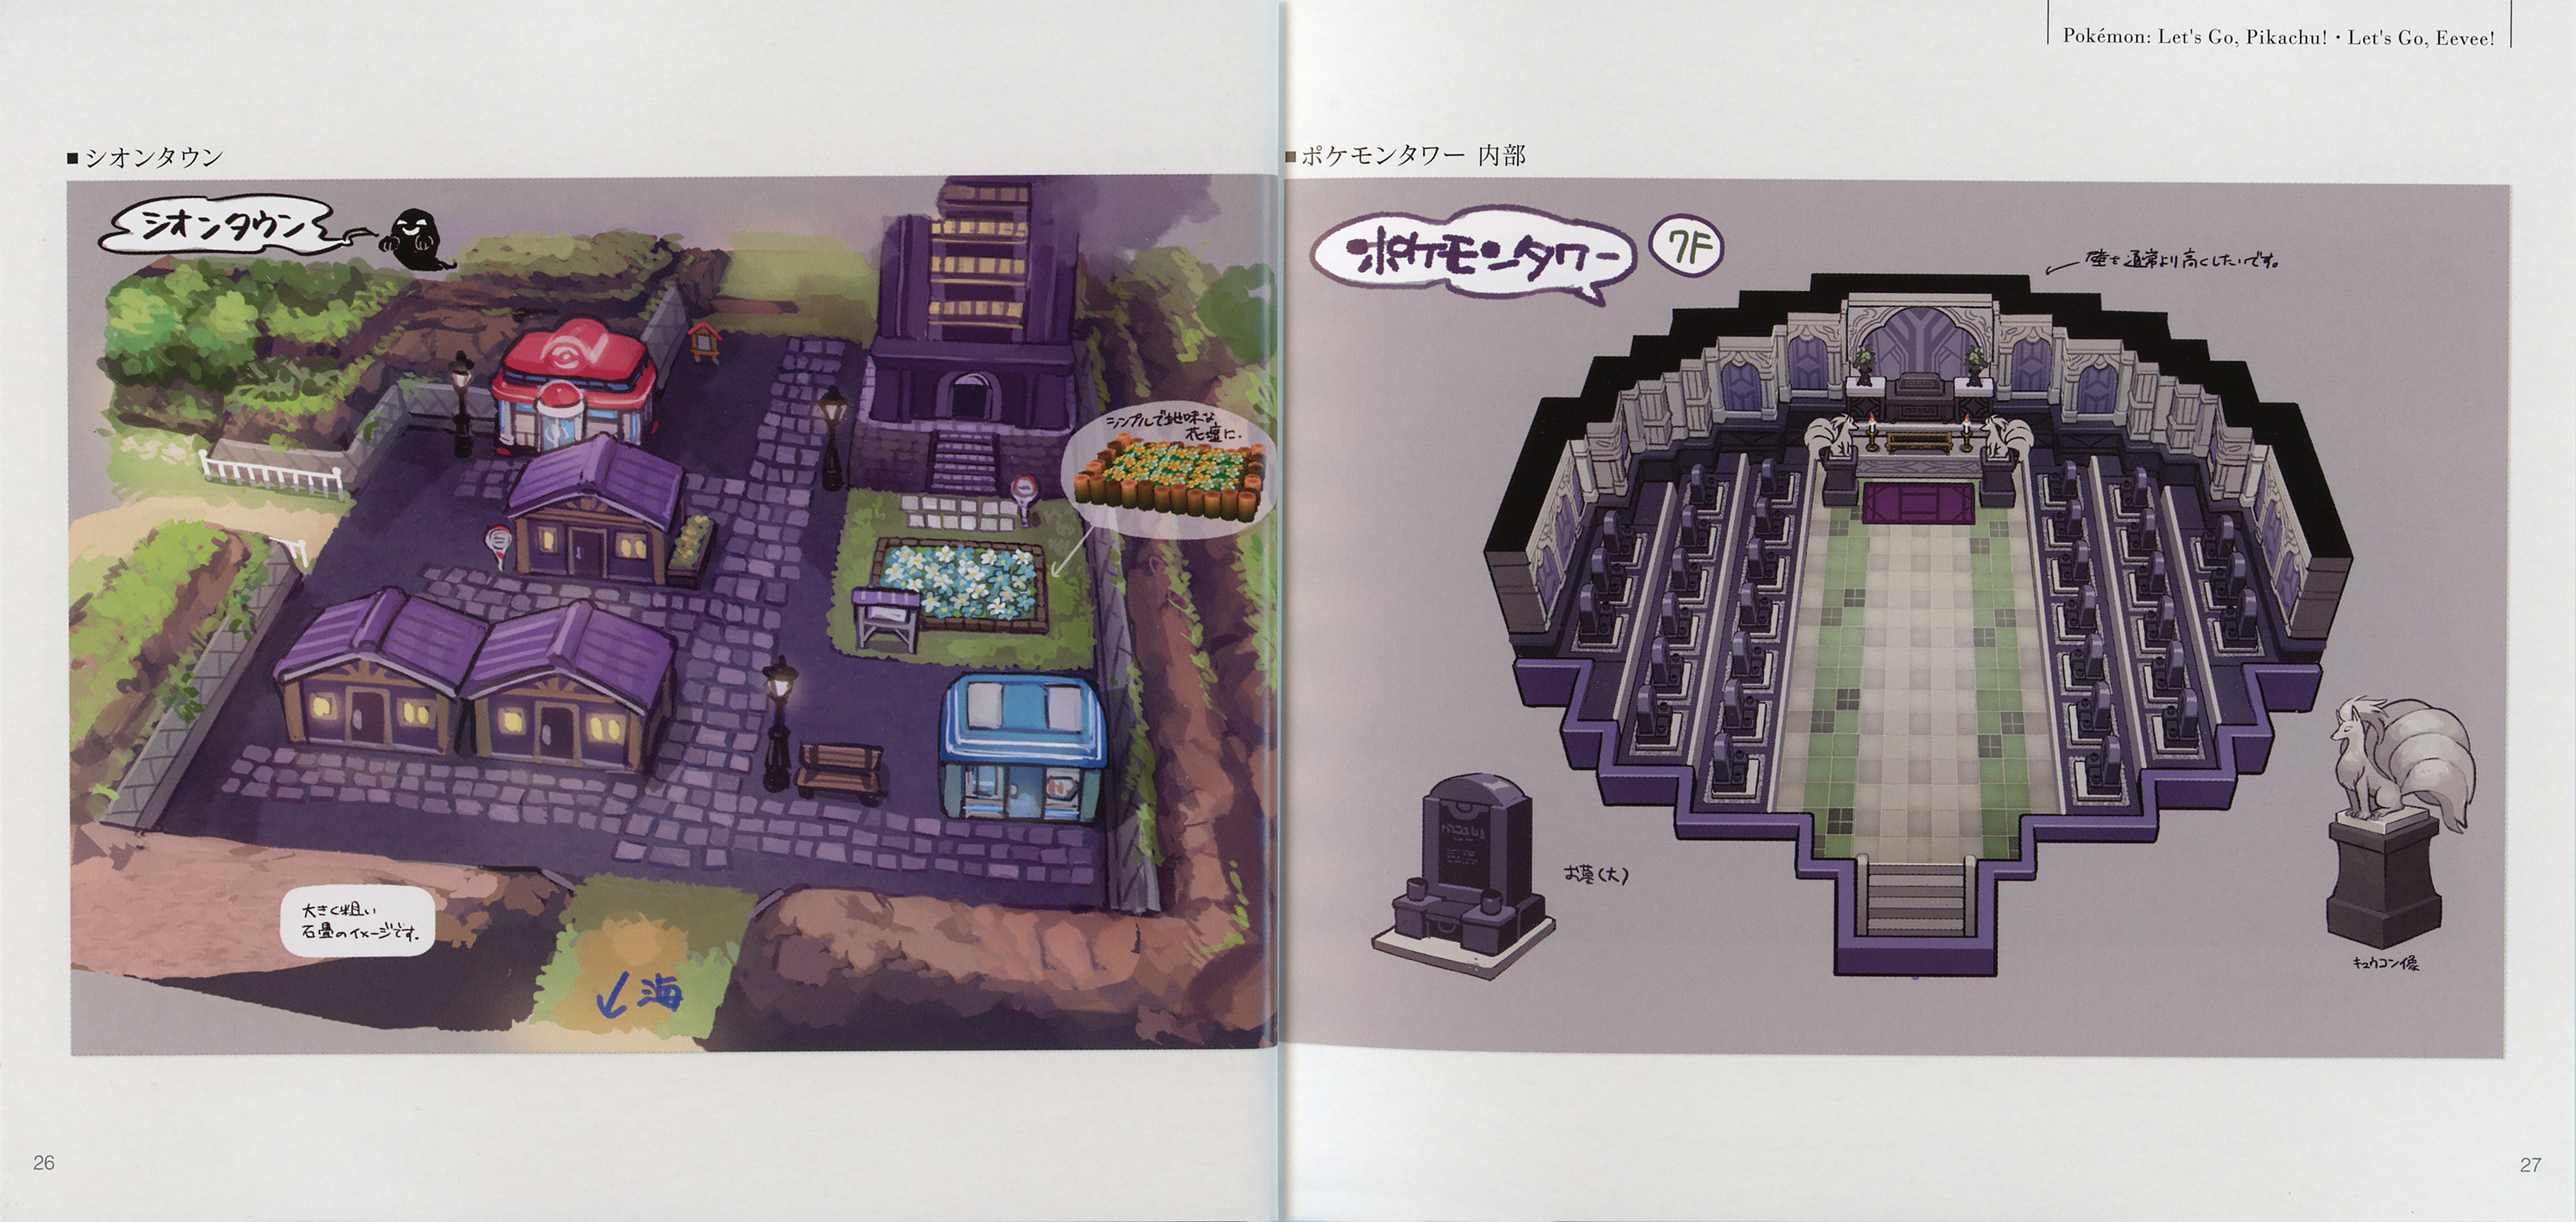 Pokémon: Let's Go, Pikachu!・Let's Go, Eevee!
■シオンタウン
シオンタウン
シンプルで地味な、
花壇に.
大きく粗い
石畳のイメージです。
↓海
26
■ポケモンタワー 内部
ポケモンタワー
7F
壁を通常より高くしたいです。
お墓(大)
キュウコン像
27